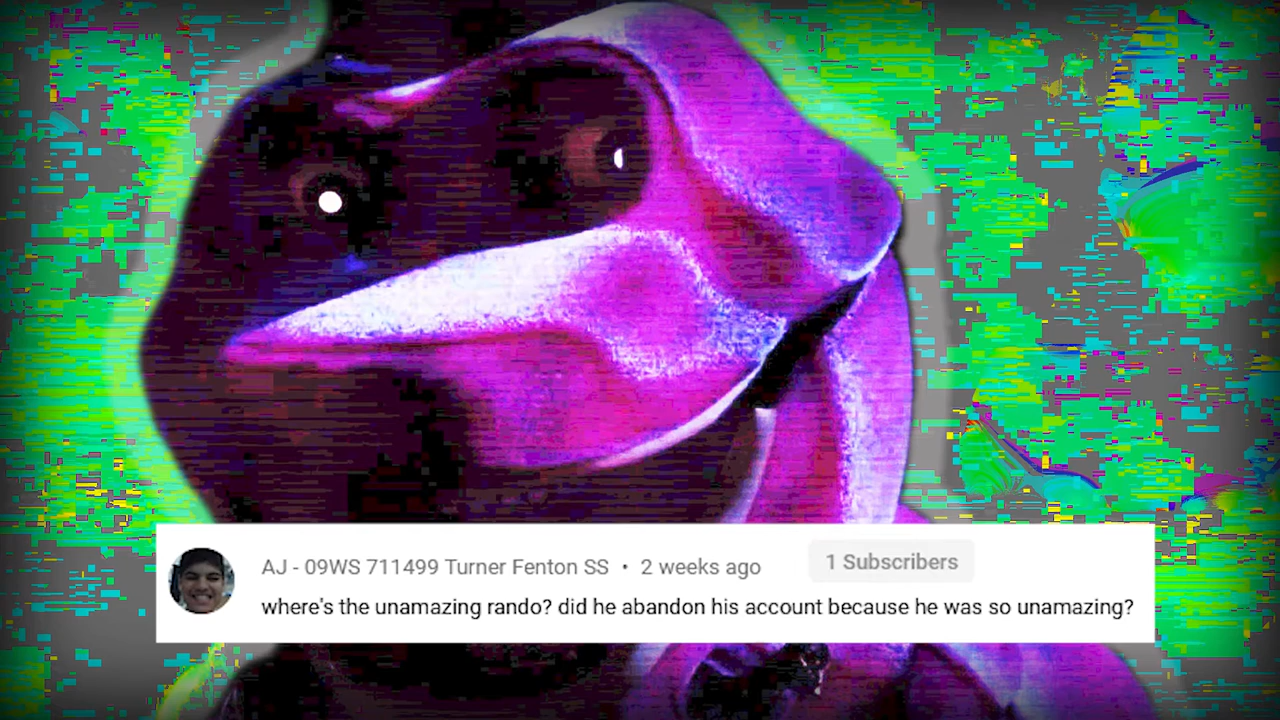 AJ - 09WS 711499 Turner Fenton SS • 2 weeks ago 1 Subscribers
where's the unamazing rando? did he abandon his account because he was so unamazing?